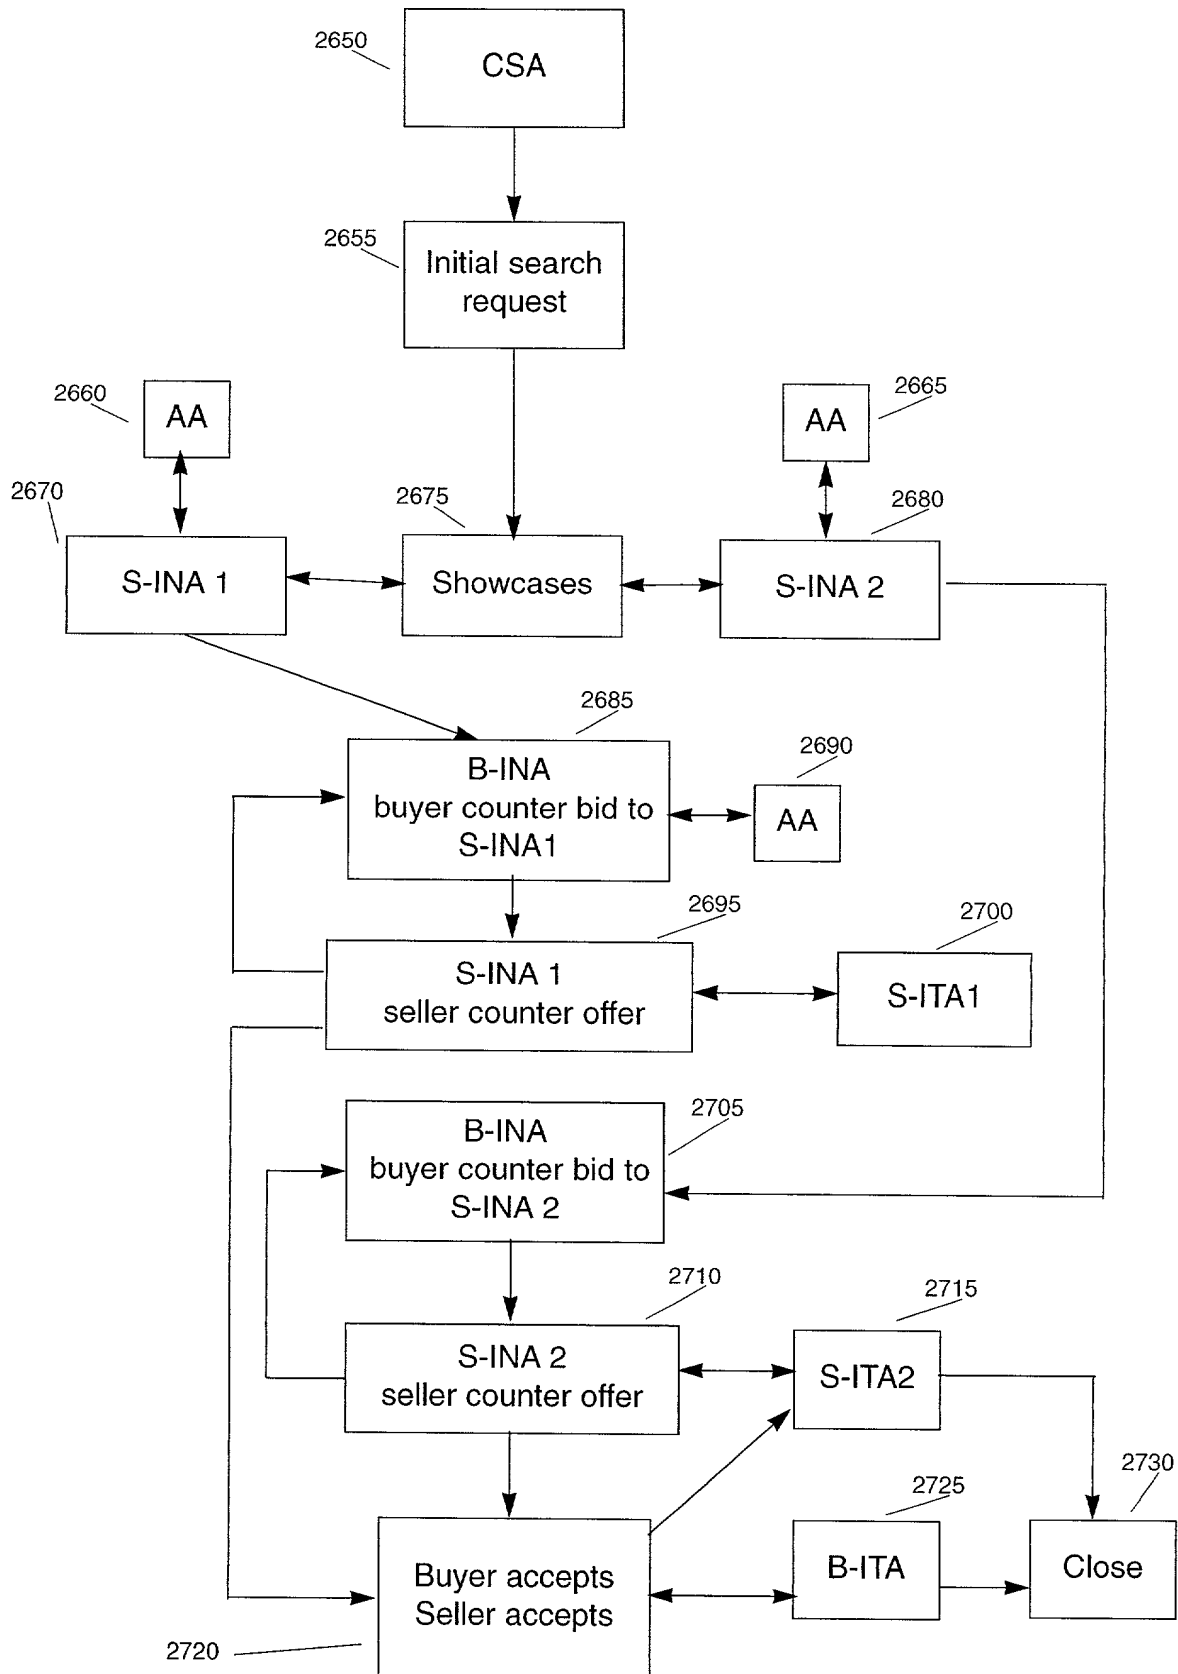 2650
CSA
2655
Initial search
request
2660
AA
2665
AA
2670
S-INA 1
2675
Showcases
2680
S-INA 2
2685
B-INA
buyer counter bid to
S-INA1
2690
AA
2695
S-INA 1
seller counter offer
2700
S-ITA1
2705
B-INA
buyer counter bid to
S-INA 2
2710
S-INA 2
seller counter offer
2715
S-ITA2
2720
Buyer accepts
Seller accepts
2725
B-ITA
2730
Close